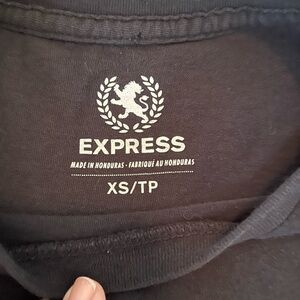 EXPRESS
MADE IN HONDURAS - FABRIQUÉ AU HONDURAS
XS/TP